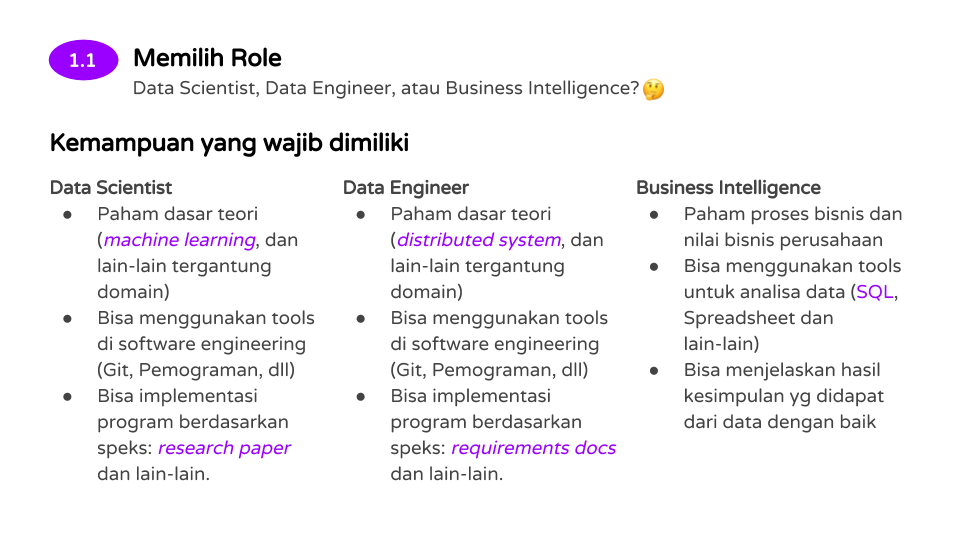 1.1
Memilih Role
Data Scientist, Data Engineer, atau Business Intelligence?🤔
Kemampuan yang wajib dimiliki
Data Scientist
● Paham dasar teori
(machine learning, dan
lain-lain tergantung
domain)
● Bisa menggunakan tools
di software engineering
(Git, Pemograman, dll)
● Bisa implementasi
program berdasarkan
speks: research paper
dan lain-lain.
Data Engineer
● Paham dasar teori
(distributed system, dan
lain-lain tergantung
domain)
● Bisa menggunakan tools
di software engineering
(Git, Pemograman, dll)
● Bisa implementasi
program berdasarkan
speks: requirements docs
dan lain-lain.
Business Intelligence
● Paham proses bisnis dan
nilai bisnis perusahaan
● Bisa menggunakan tools
untuk analisa data (SQL,
Spreadsheet dan
lain-lain)
● Bisa menjelaskan hasil
kesimpulan yg didapat
dari data dengan baik